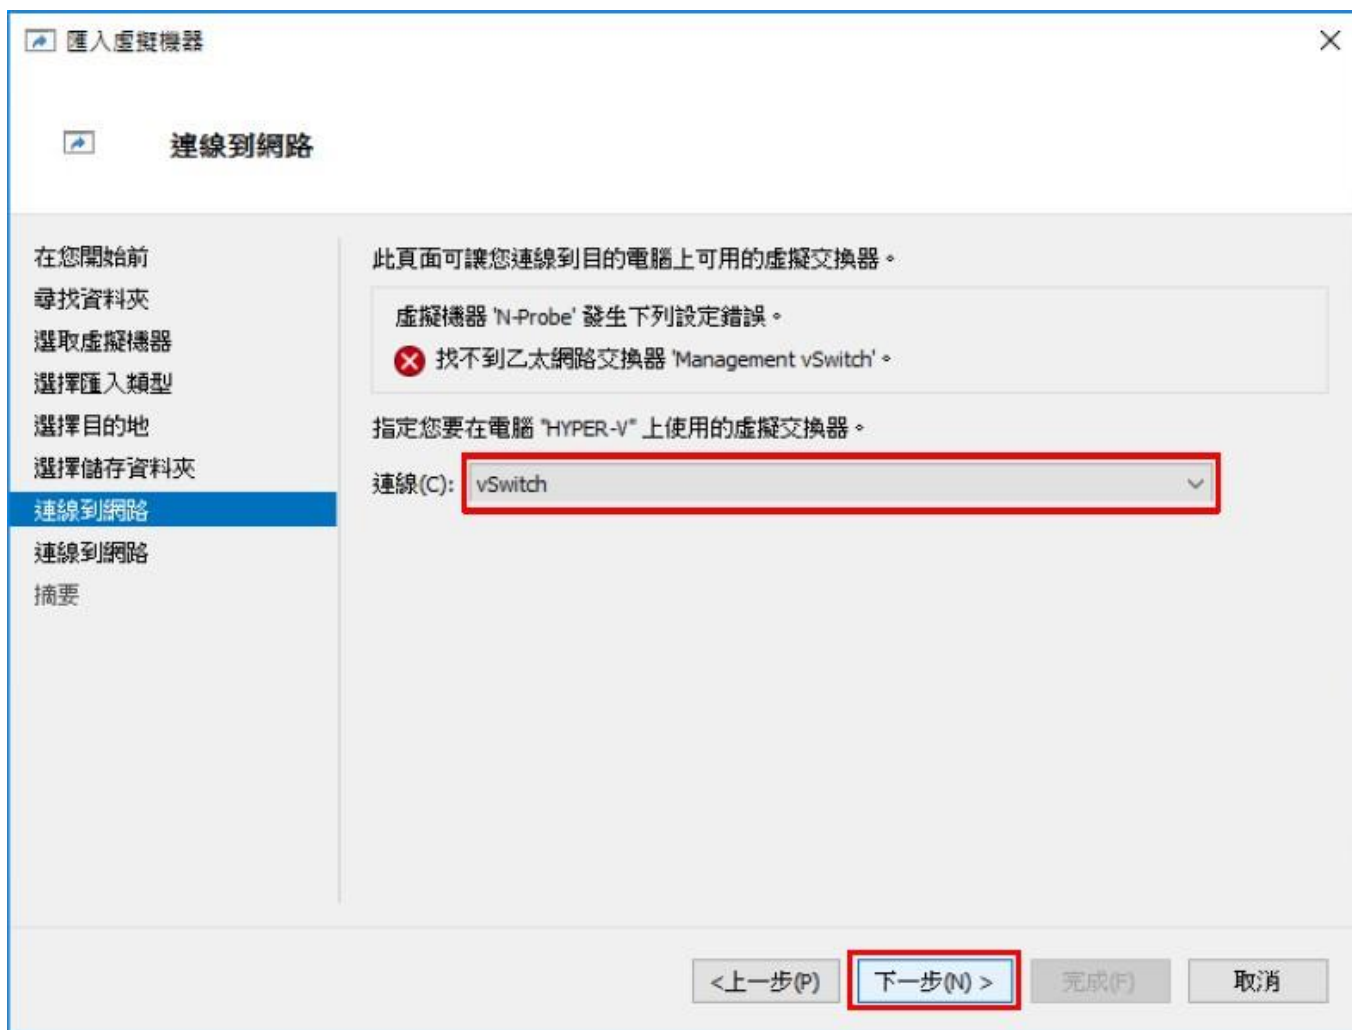 匯入虛擬機器
連線到網路
在您開始前
尋找資料夾
選取虛擬機器
選擇匯入類型
選擇目的地
選擇儲存資料夾
連線到網路
連線到網路
摘要
此頁面可讓您連線到目的電腦上可用的虛擬交換器。
虛擬機器 'N-Probe' 發生下列設定錯誤。
找不到乙太網路交換器 'Management vSwitch'。
指定您要在電腦 "HYPER-V" 上使用的虛擬交換器。
連線(C): vSwitch
<上一步(P) 下一步(N) > 完成(F) 取消